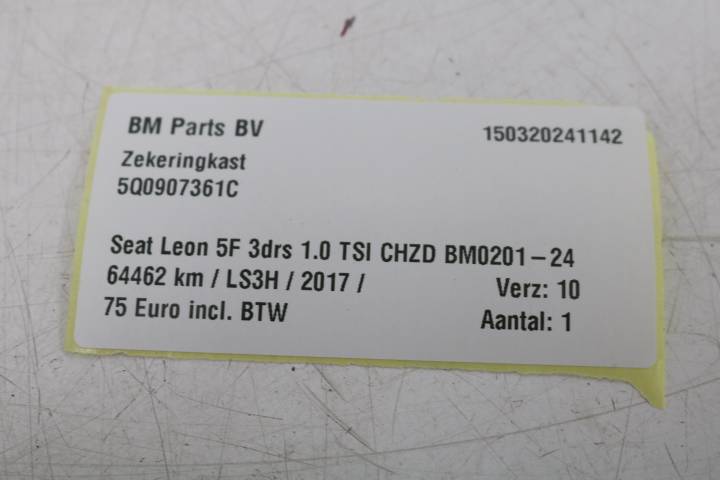 BM Parts BV 150320241142
Zekeringkast
5Q0907361C
Seat Leon 5F 3drs 1.0 TSI CHZD BM0201-24
64462 km / LS3H / 2017 / Verz: 10
75 Euro incl. BTW Aantal: 1